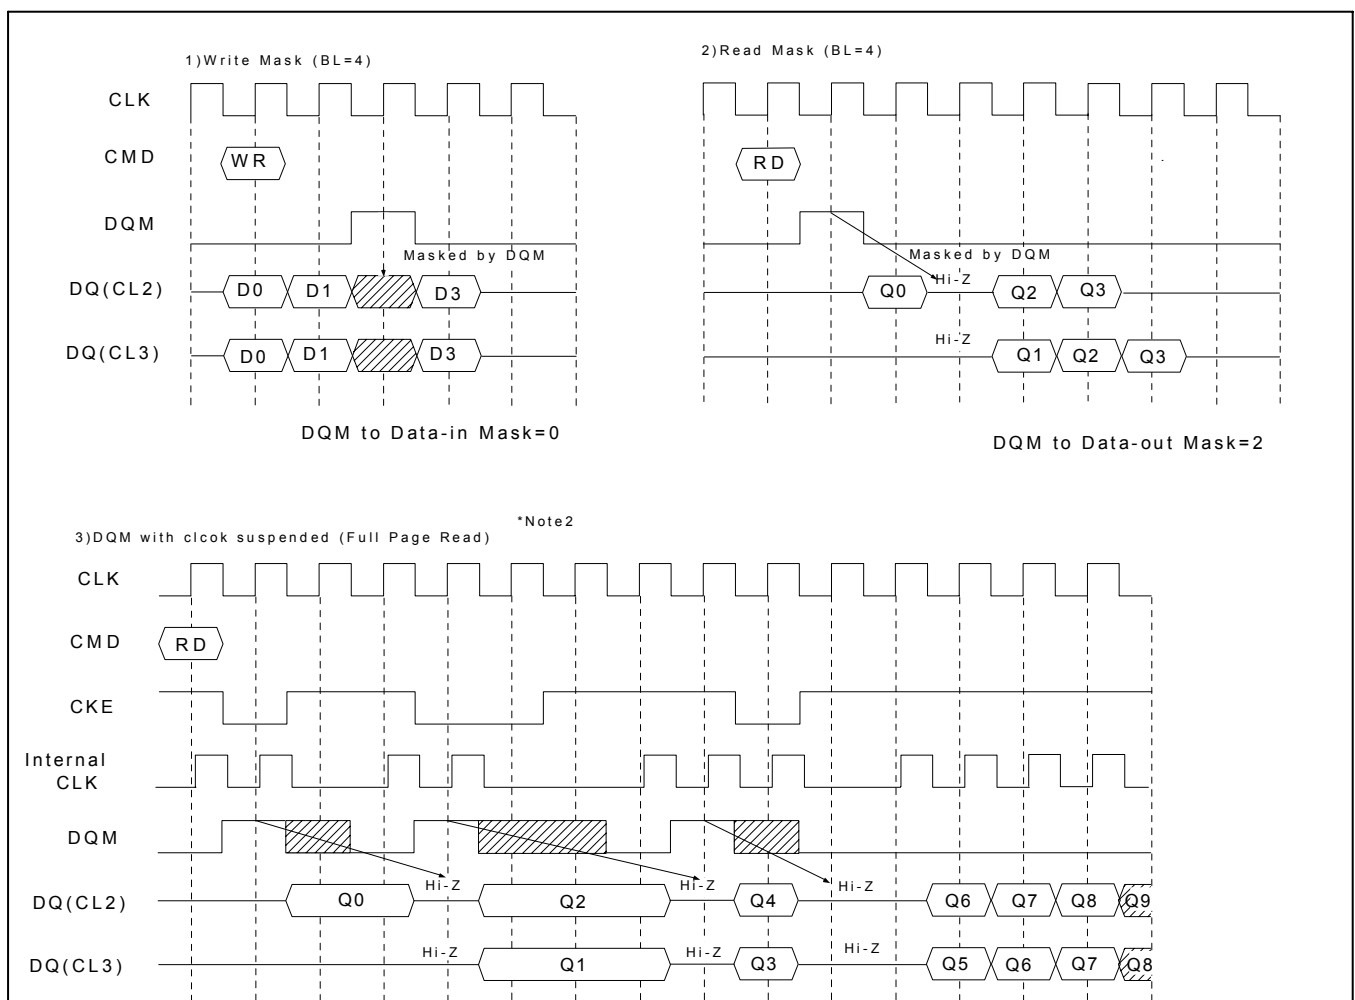 1)Write Mask (BL=4)
CLK
CMD
WR
DQM
Masked by DQM
DQ(CL2)
D0 D1 D3
DQ(CL3)
D0 D1 D3
DQM to Data-in Mask=0
2)Read Mask (BL=4)
RD
Masked by DQM
Hi-Z
Q0 Q2 Q3
Hi-Z
Q1 Q2 Q3
DQM to Data-out Mask=2
*Note2
3)DQM with clcok suspended (Full Page Read)
CLK
CMD
RD
CKE
Internal
CLK
DQM
Hi-Z Hi-Z Hi-Z
DQ(CL2)
Q0 Q2 Q4 Q6 Q7 Q8 Q9
Hi-Z Hi-Z Hi-Z
DQ(CL3)
Q1 Q3 Q5 Q6 Q7 Q8